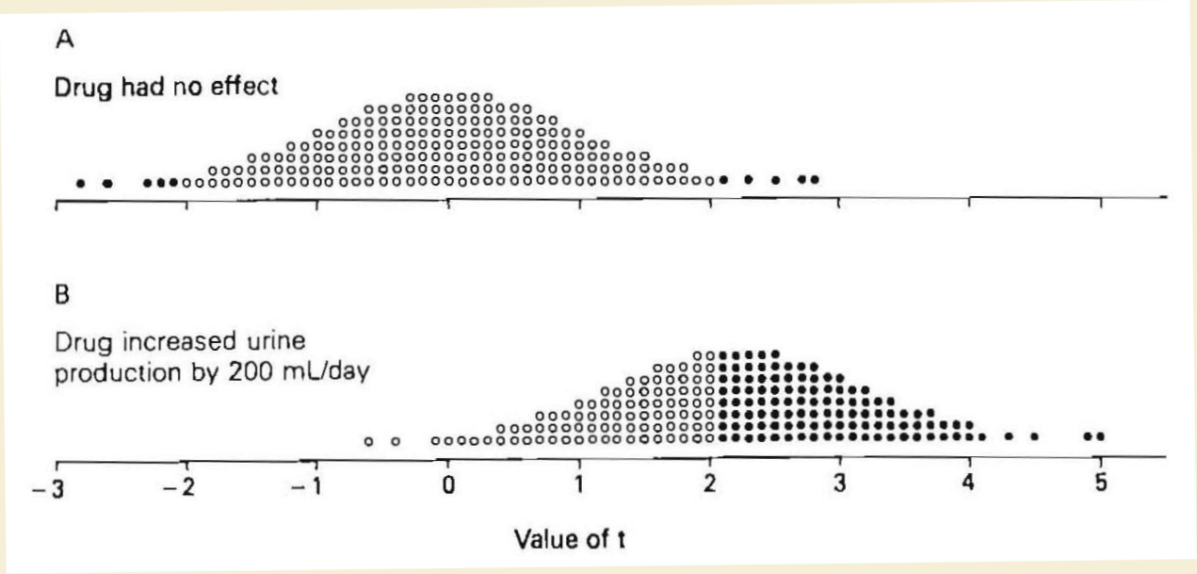 A
Drug had no effect
B
Drug increased urine
production by 200 mL/day
−3 −2 −1 0 1 2 3 4 5
Value of t